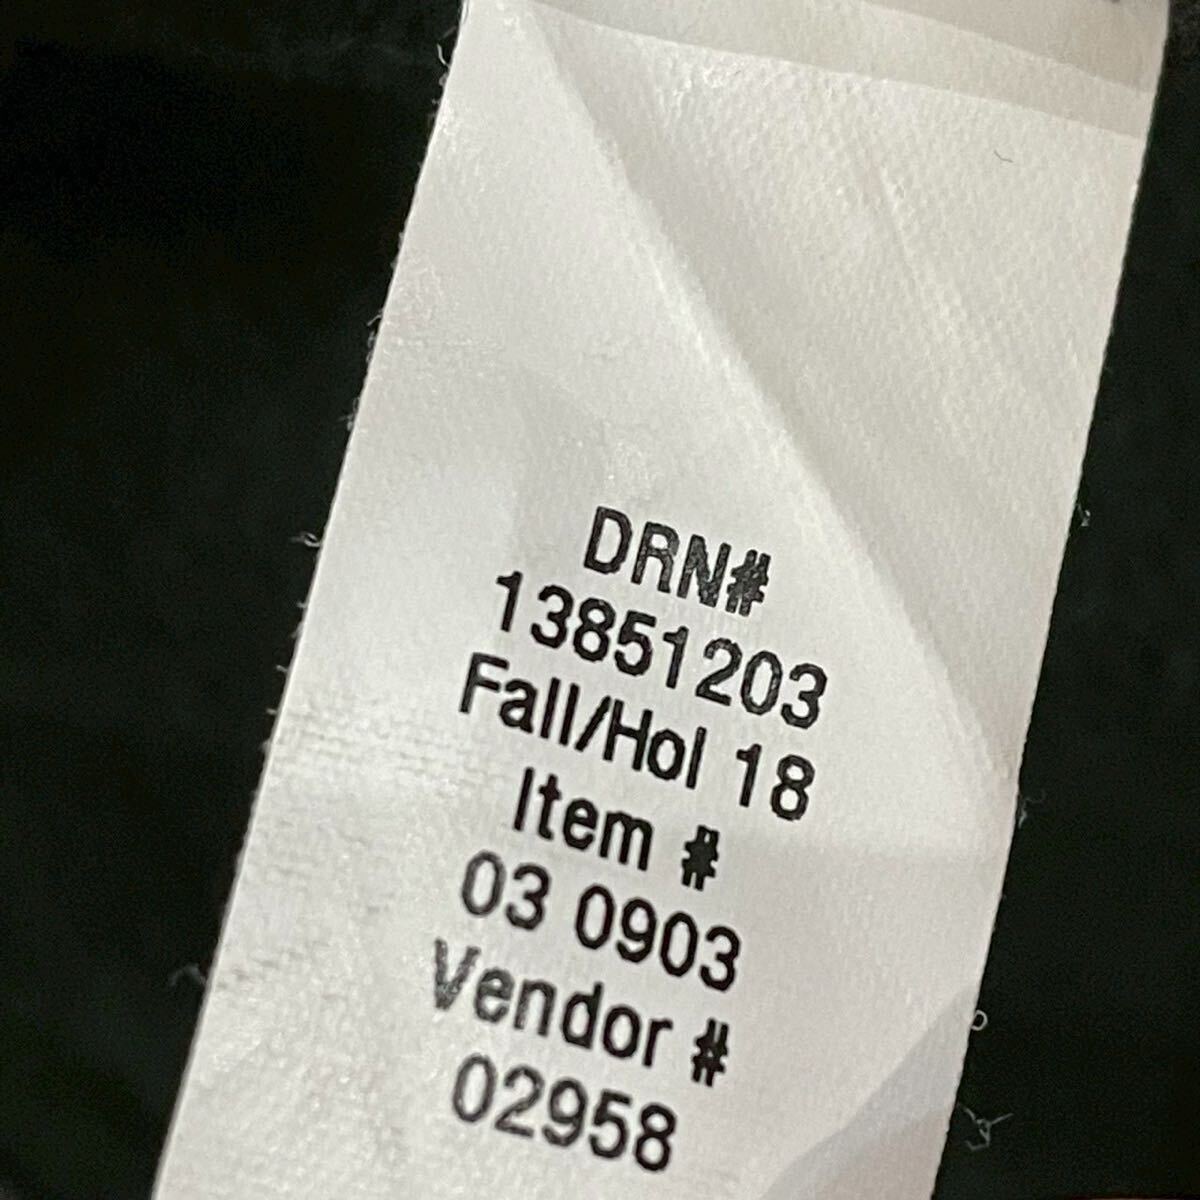 DRN#
13851203
Fall/Hol 18
Item #
03 0903
Vendor #
02958